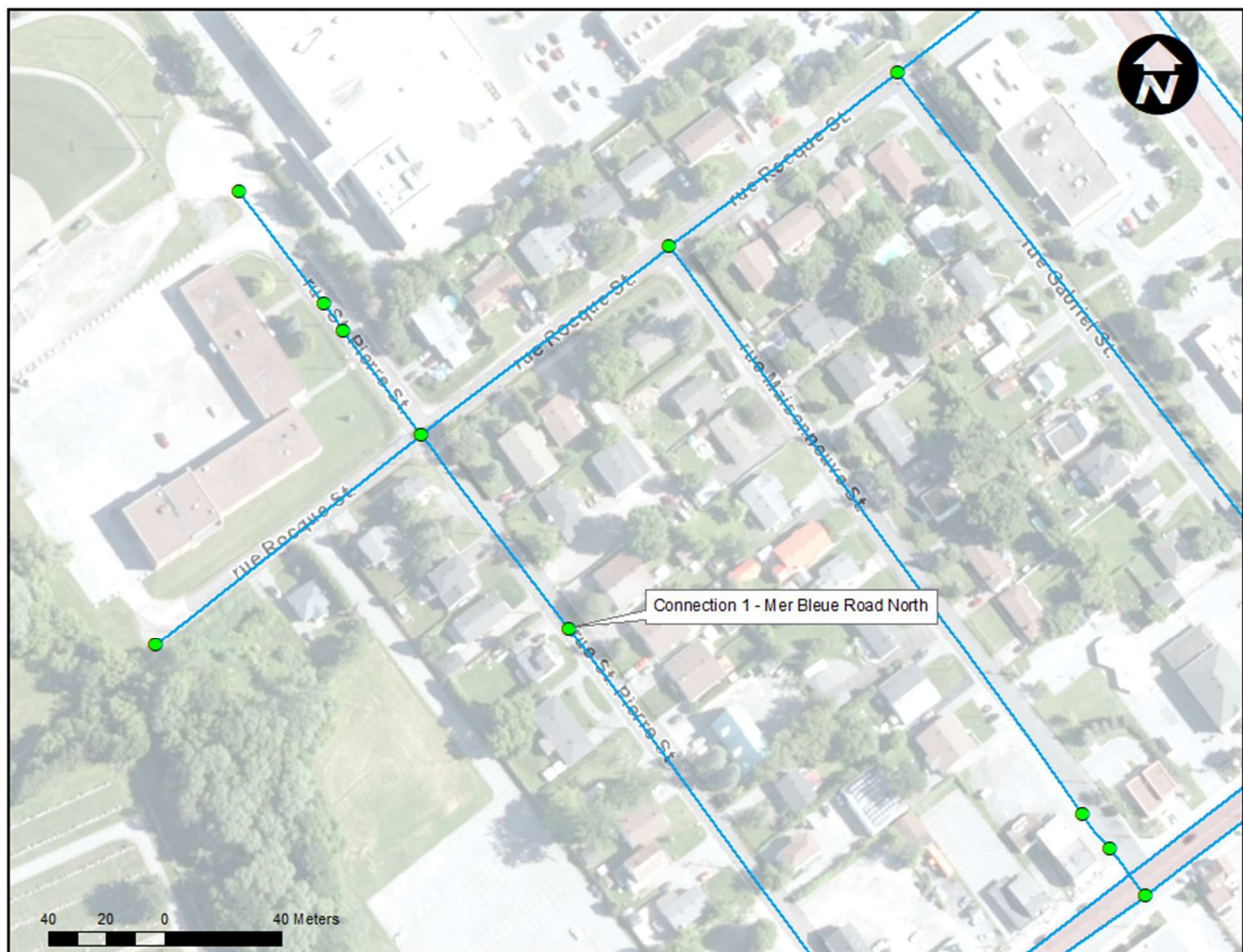 N
rue Rocque St.
rue Gabriel St.
rue St. Pierre St.
rue Rocque St.
rue Maisonneuve St.
rue Rocque St.
Connection 1 - Mer Bleue Road North
rue St. Pierre St.
40 20 0 40 Meters